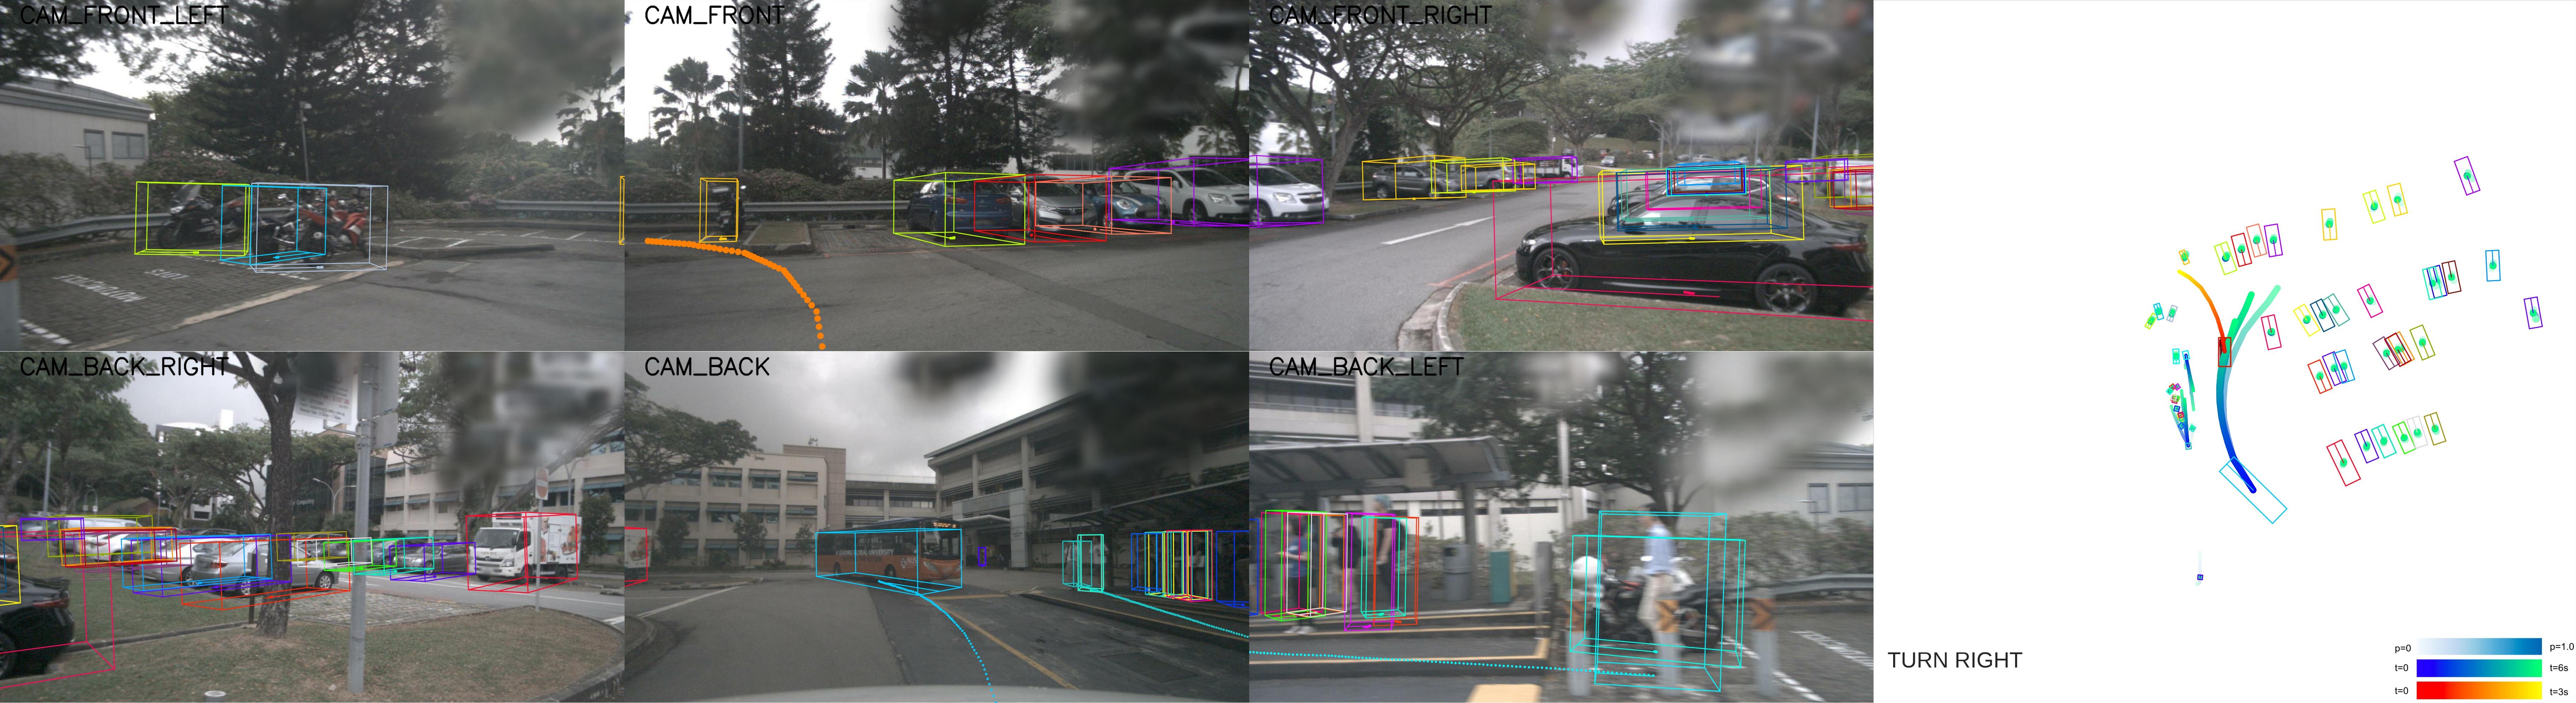 CAM_FRONT_LEFT
CAM_FRONT
CAM_FRONT_RIGHT
CAM_BACK_RIGHT
CAM_BACK
CAM_BACK_LEFT
TURN RIGHT
p=0
p=1.0
t=0
t=6s
t=0
t=3s